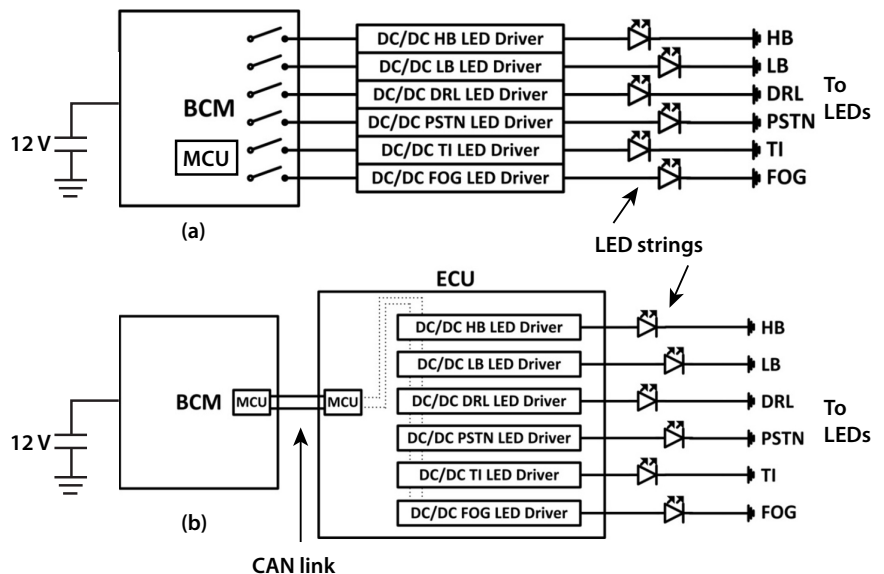 DC/DC HB LED Driver HB
DC/DC LB LED Driver LB
DC/DC DRL LED Driver DRL
To
LEDs
BCM
DC/DC PSTN LED Driver PSTN
12 V
MCU
DC/DC TI LED Driver TI
DC/DC FOG LED Driver FOG
(a)
LED strings
ECU
DC/DC HB LED Driver HB
DC/DC LB LED Driver LB
BCM MCU MCU DC/DC DRL LED Driver DRL
To
LEDs
12 V
DC/DC PSTN LED Driver PSTN
DC/DC TI LED Driver TI
DC/DC FOG LED Driver FOG
(b)
CAN link